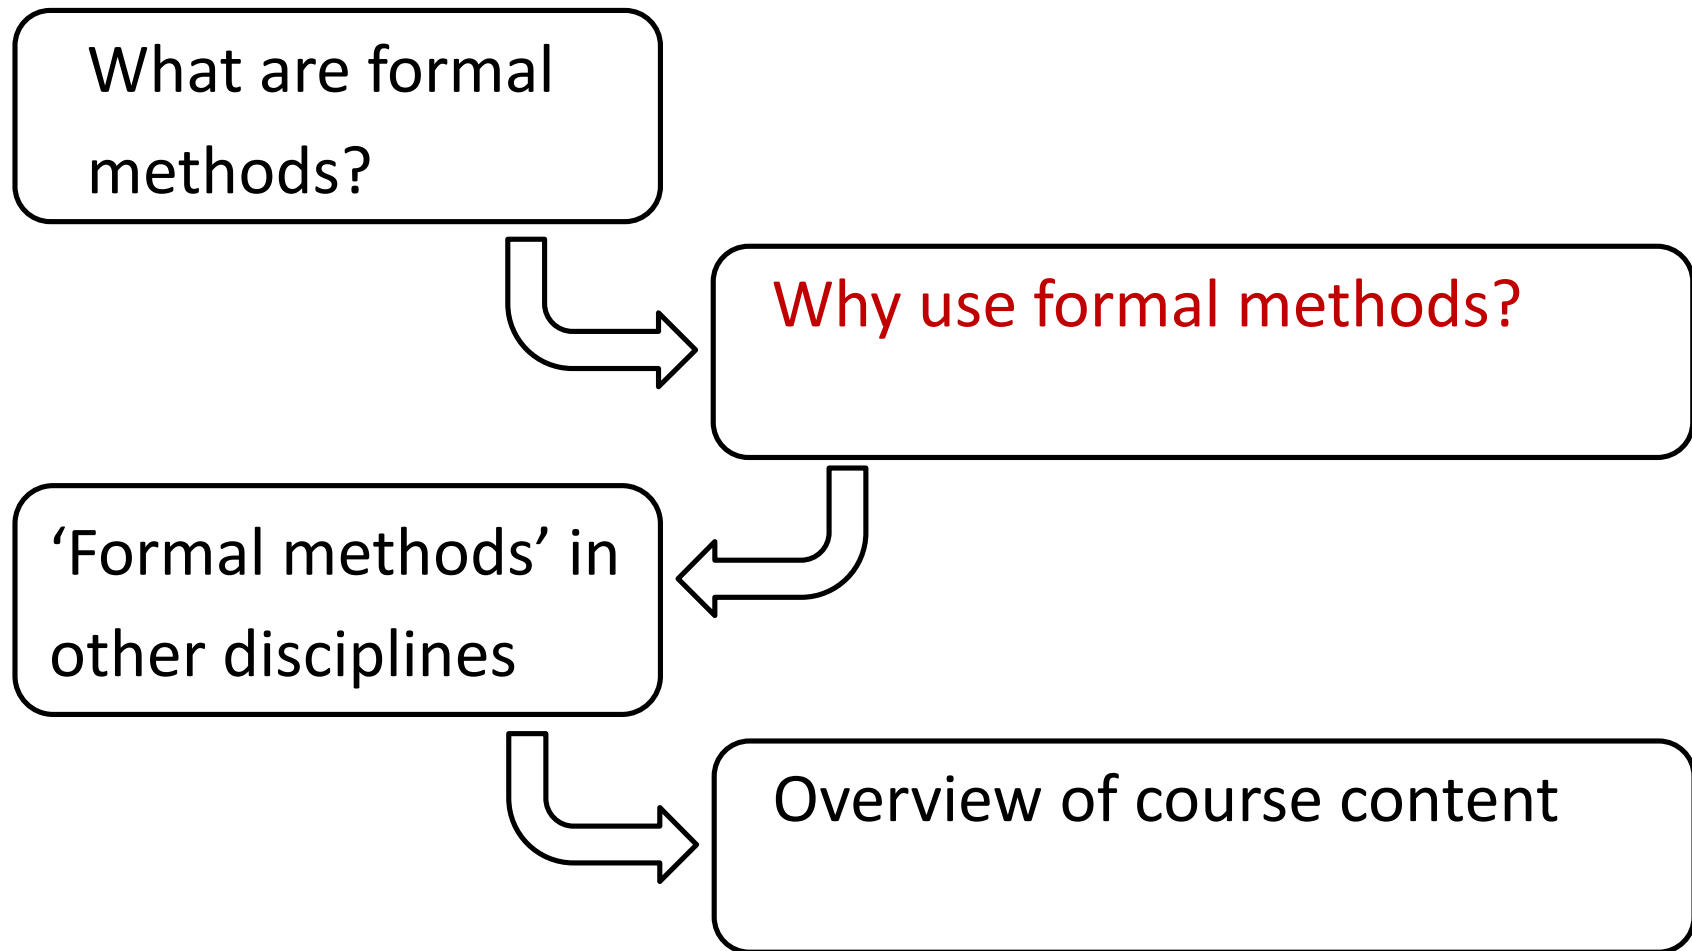 What are formal
methods?
Why use formal methods?
‘Formal methods’ in
other disciplines
Overview of course content